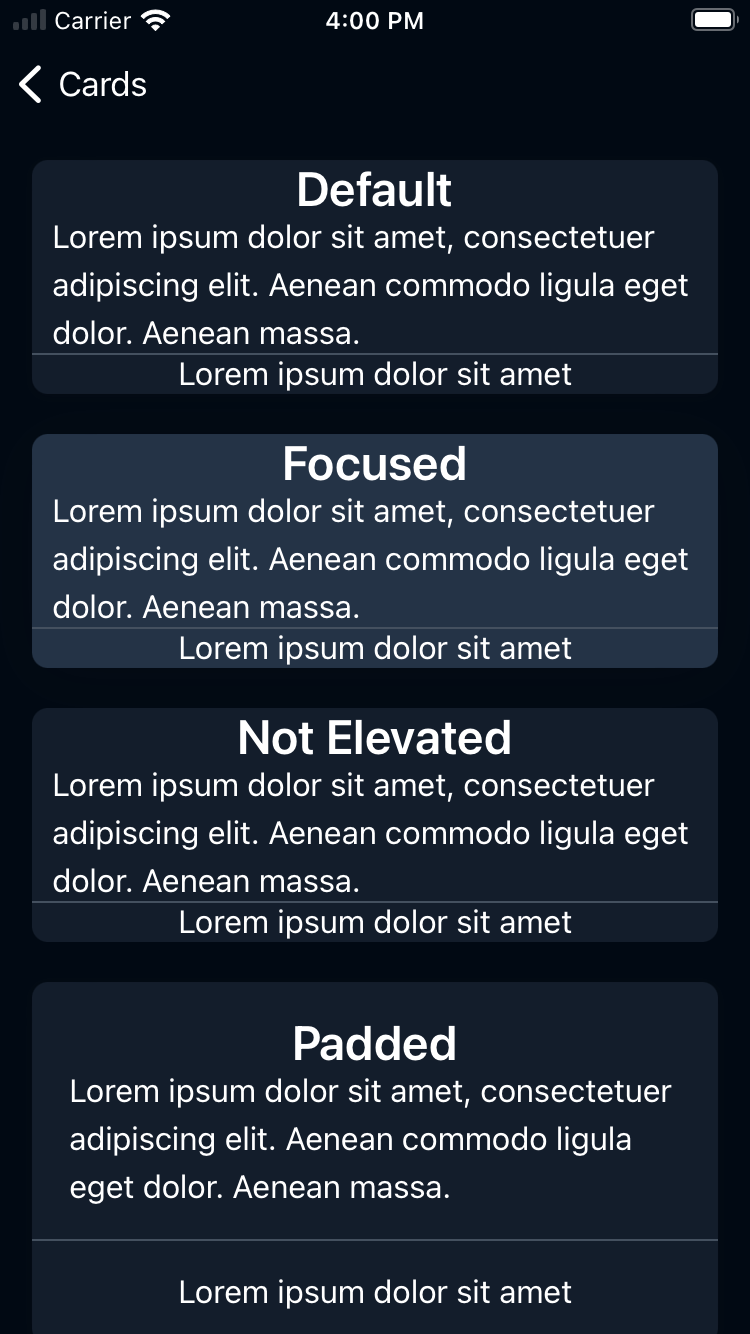 Carrier 4:00 PM
Cards
Default
Lorem ipsum dolor sit amet, consectetuer
adipiscing elit. Aenean commodo ligula eget
dolor. Aenean massa.
Lorem ipsum dolor sit amet
Focused
Lorem ipsum dolor sit amet, consectetuer
adipiscing elit. Aenean commodo ligula eget
dolor. Aenean massa.
Lorem ipsum dolor sit amet
Not Elevated
Lorem ipsum dolor sit amet, consectetuer
adipiscing elit. Aenean commodo ligula eget
dolor. Aenean massa.
Lorem ipsum dolor sit amet
Padded
Lorem ipsum dolor sit amet, consectetuer
adipiscing elit. Aenean commodo ligula
eget dolor. Aenean massa.
Lorem ipsum dolor sit amet